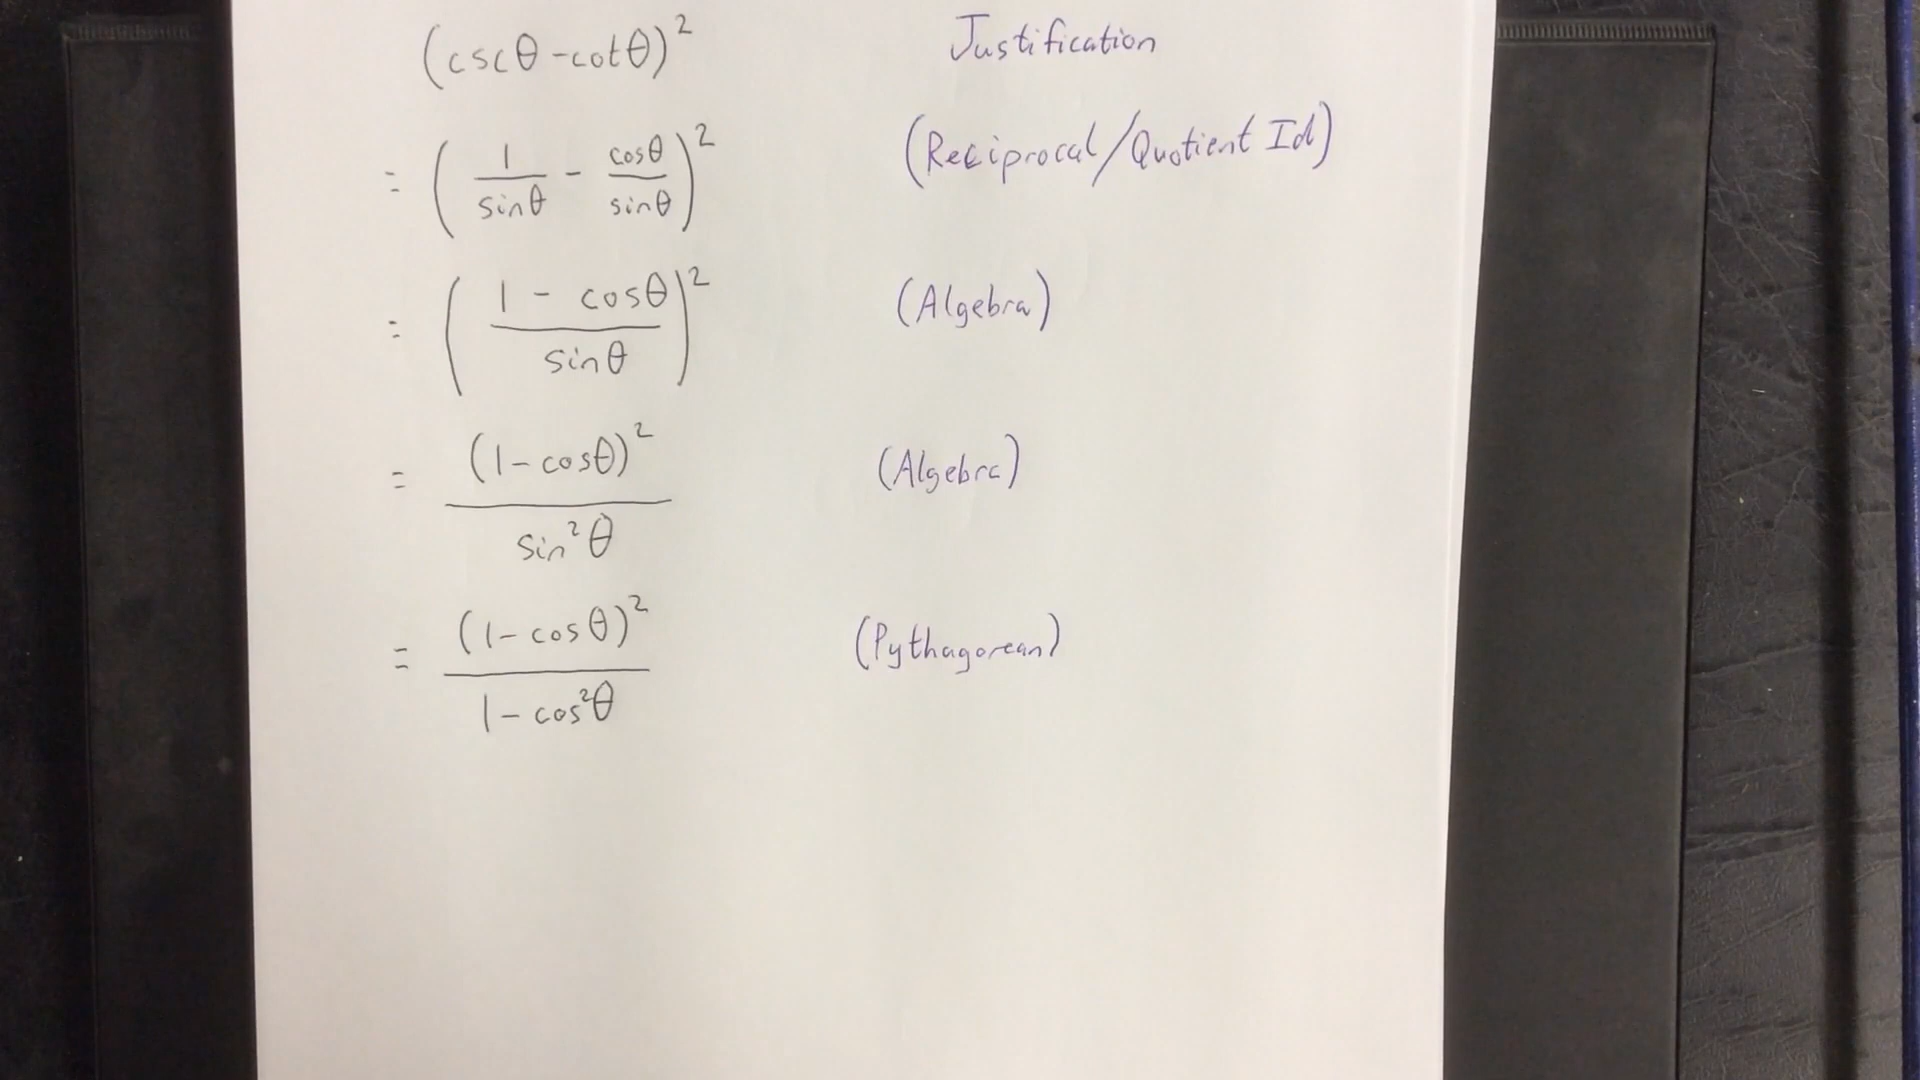 (cscθ-cotθ)²    Justification
= (1/sinθ - cosθ/sinθ)²    (Reciprocal/Quotient Id)
= ((1 - cosθ)/sinθ)²    (Algebra)
= (1-cosθ)²/sin²θ    (Algebra)
= (1-cosθ)²/(1-cos²θ)    (Pythagorean)